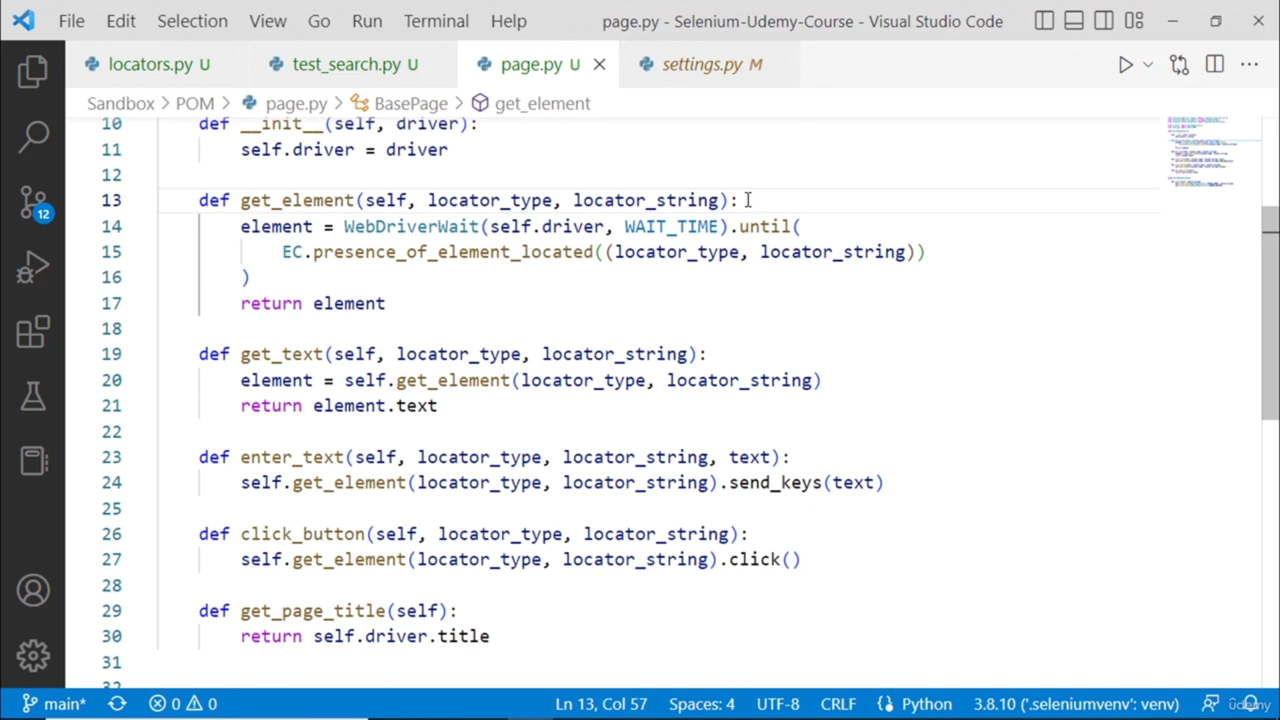 File Edit Selection View Go Run Terminal Help page.py - Selenium-Udemy-Course - Visual Studio Code
locators.py U test_search.py U page.py U settings.py M
Sandbox > POM > page.py > BasePage > get_element
10 def __init__(self, driver):
11 self.driver = driver
12
13 def get_element(self, locator_type, locator_string):
14 element = WebDriverWait(self.driver, WAIT_TIME).until(
15 EC.presence_of_element_located((locator_type, locator_string))
16 )
17 return element
18
19 def get_text(self, locator_type, locator_string):
20 element = self.get_element(locator_type, locator_string)
21 return element.text
22
23 def enter_text(self, locator_type, locator_string, text):
24 self.get_element(locator_type, locator_string).send_keys(text)
25
26 def click_button(self, locator_type, locator_string):
27 self.get_element(locator_type, locator_string).click()
28
29 def get_page_title(self):
30 return self.driver.title
31
32
12
main* 0 0 Ln 13, Col 57 Spaces: 4 UTF-8 CRLF Python 3.8.10 ('.seleniumvenv': venv) udemy